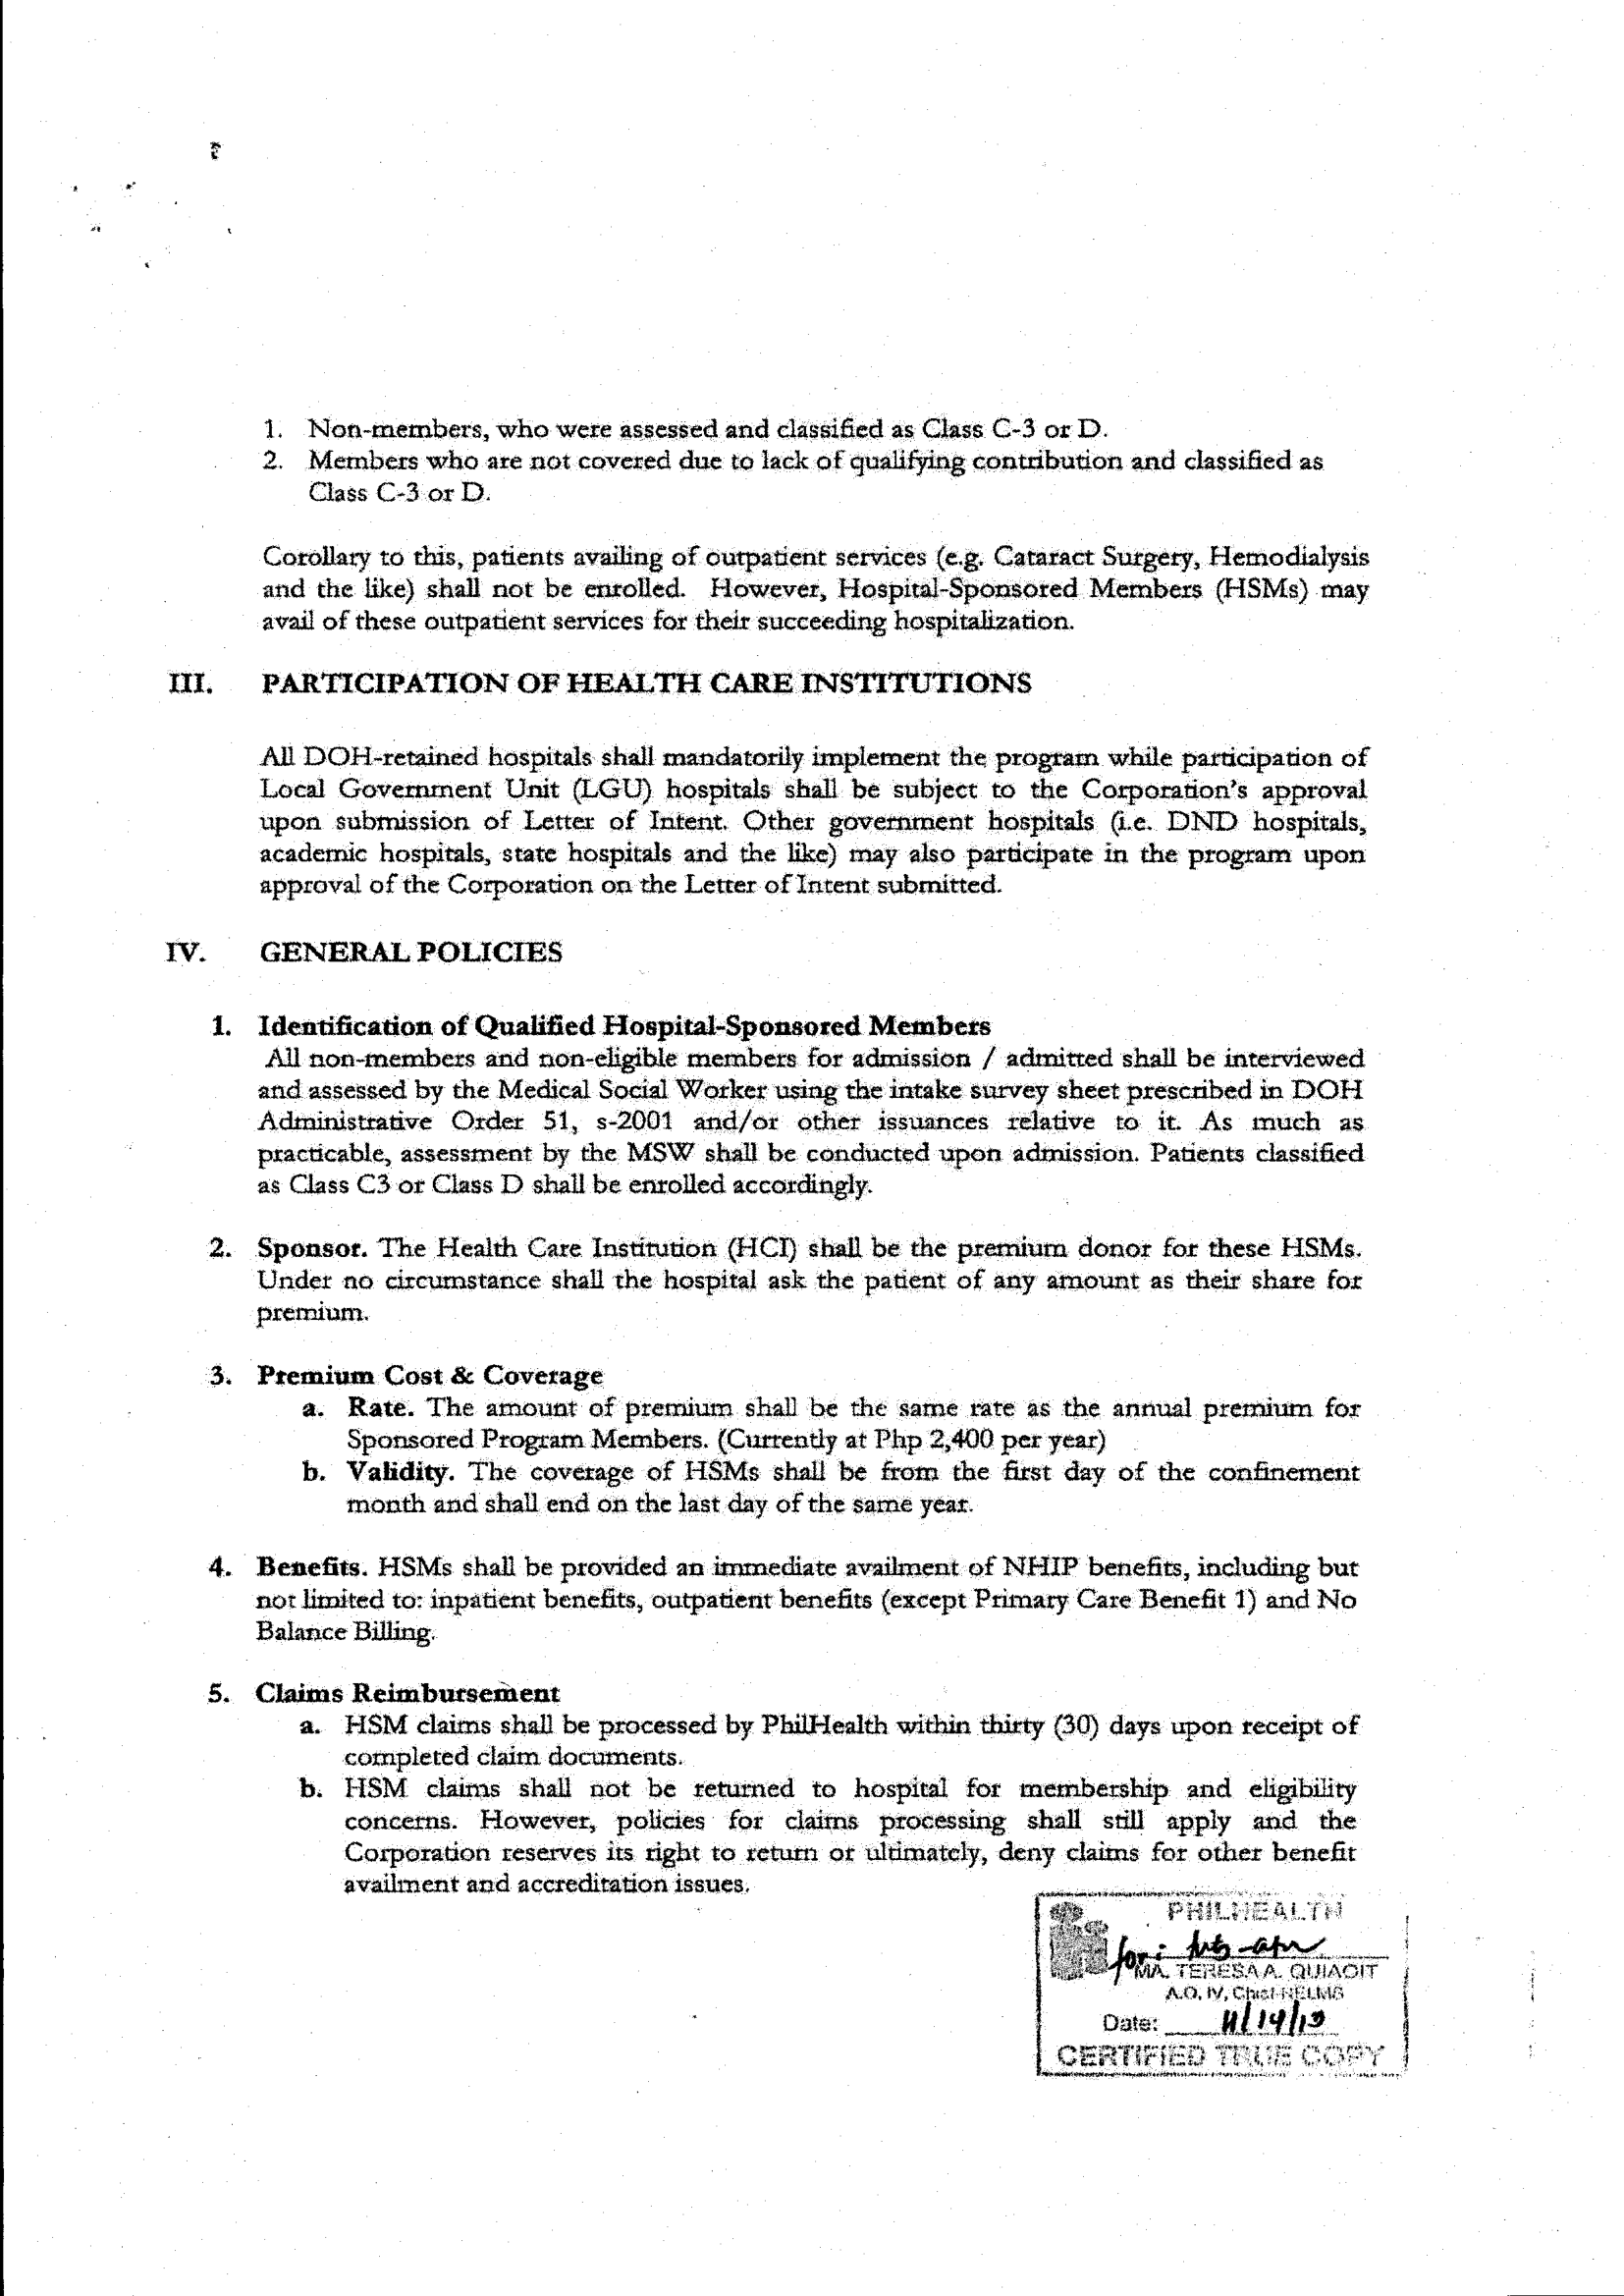 1. Non-members, who were assessed and classified as Class C-3 or D.
2. Members who are not covered due to lack of qualifying contribution and classified as
Class C-3 or D.
Corollary to this, patients availing of outpatient services (e.g. Cataract Surgery, Hemodialysis
and the like) shall not be enrolled. However, Hospital-Sponsored Members (HSMs) may
avail of these outpatient services for their succeeding hospitalization.
III. PARTICIPATION OF HEALTH CARE INSTITUTIONS
All DOH-retained hospitals shall mandatorily implement the program while participation of
Local Government Unit (LGU) hospitals shall be subject to the Corporation's approval
upon submission of Letter of Intent. Other government hospitals (i.e. DND hospitals,
academic hospitals, state hospitals and the like) may also participate in the program upon
approval of the Corporation on the Letter of Intent submitted.
IV. GENERAL POLICIES
1. Identification of Qualified Hospital-Sponsored Members
All non-members and non-eligible members for admission / admitted shall be interviewed
and assessed by the Medical Social Worker using the intake survey sheet prescribed in DOH
Administrative Order 51, s-2001 and/or other issuances relative to it. As much as
practicable, assessment by the MSW shall be conducted upon admission. Patients classified
as Class C3 or Class D shall be enrolled accordingly.
2. Sponsor. The Health Care Institution (HCI) shall be the premium donor for these HSMs.
Under no circumstance shall the hospital ask the patient of any amount as their share for
premium.
3. Premium Cost & Coverage
a. Rate. The amount of premium shall be the same rate as the annual premium for
Sponsored Program Members. (Currently at Php 2,400 per year)
b. Validity. The coverage of HSMs shall be from the first day of the confinement
month and shall end on the last day of the same year.
4. Benefits. HSMs shall be provided an immediate availment of NHIP benefits, including but
not limited to: inpatient benefits, outpatient benefits (except Primary Care Benefit 1) and No
Balance Billing.
5. Claims Reimbursement
a. HSM claims shall be processed by PhilHealth within thirty (30) days upon receipt of
completed claim documents.
b. HSM claims shall not be returned to hospital for membership and eligibility
concerns. However, policies for claims processing shall still apply and the
Corporation reserves its right to return or ultimately, deny claims for other benefit
availment and accreditation issues.
PHILHEALTH
for:
MA. TERESA A. QUIAOIT
A.O. IV, Chief-
Date: 11/14/13
CERTIFIED TRUE COPY